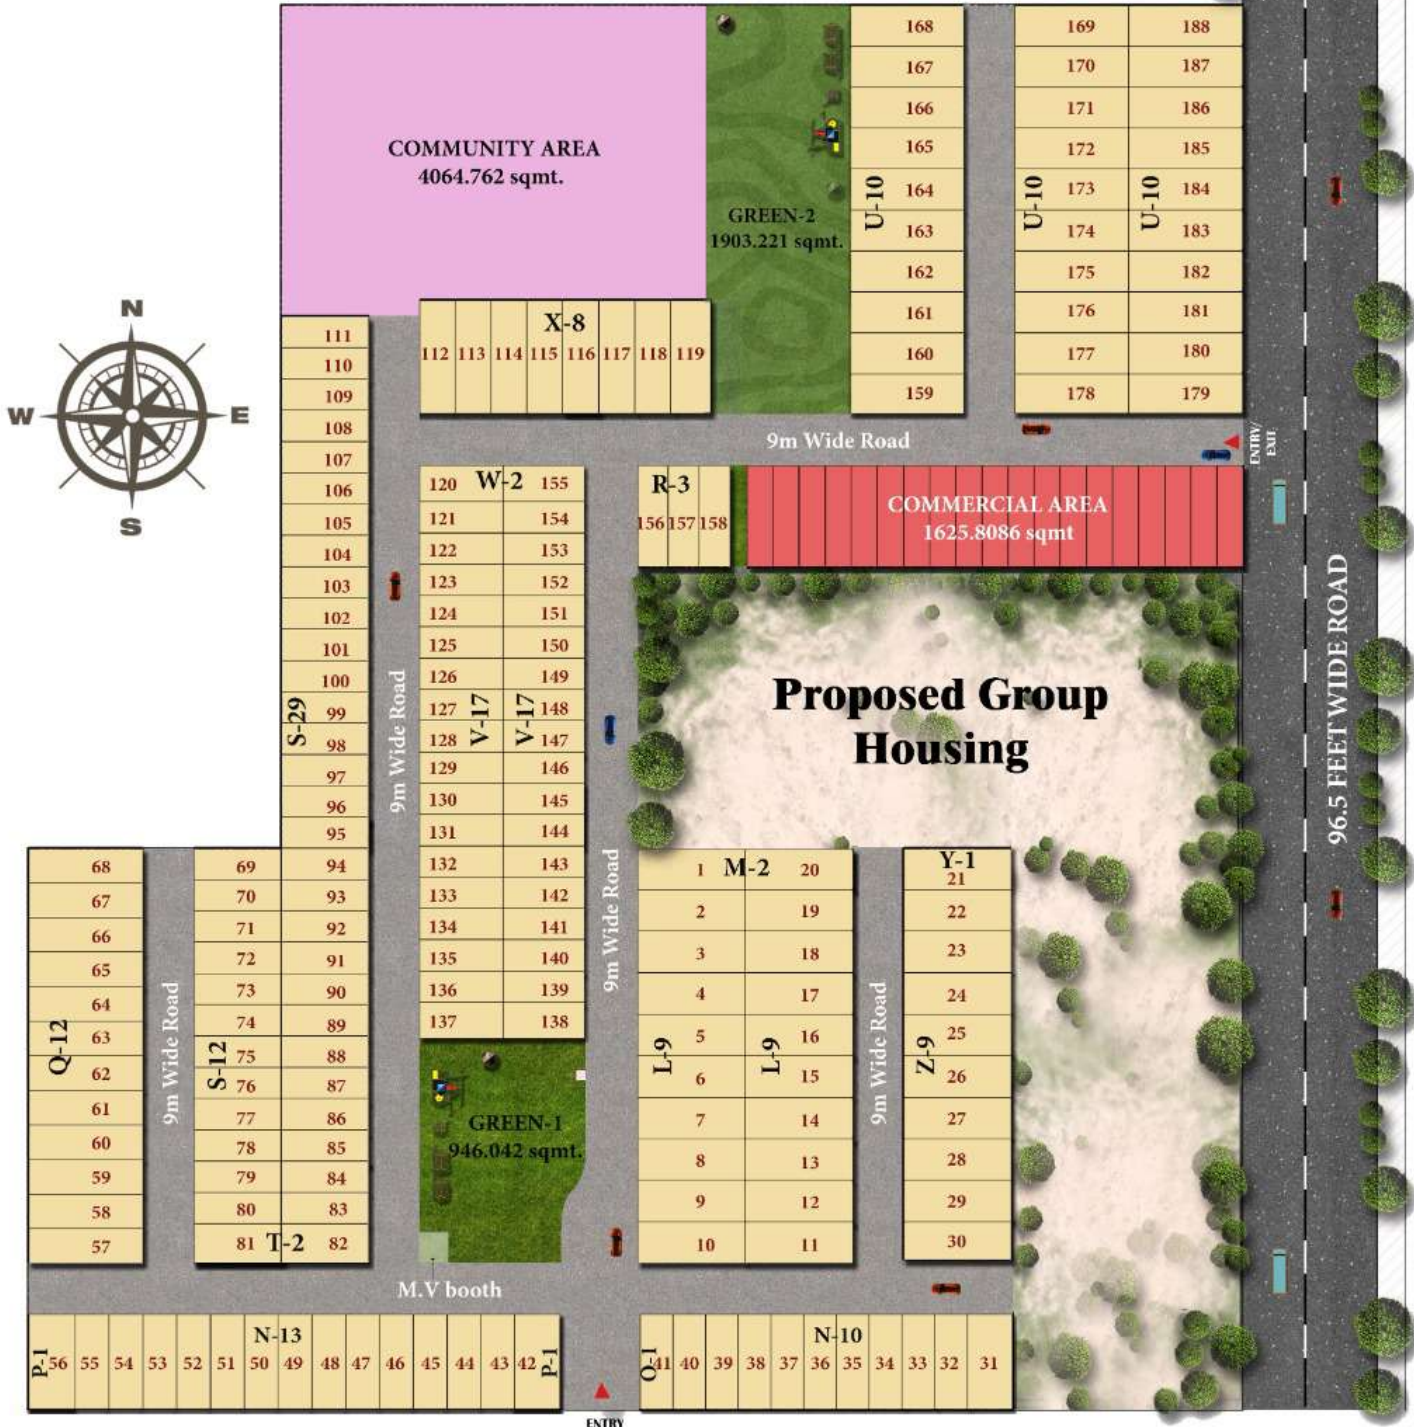 COMMUNITY AREA
4064.762 sqmt.
GREEN-2
1903.221 sqmt.
168
167
166
165
164
163
162
161
160
159
U-10
169 188
170 187
171 186
172 185
173 184
174 183
175 182
176 181
177 180
178 179
U-10
U-10
N
W E
S
X-8
112 113 114 115 116 117 118 119
9m Wide Road
ENTRY/
EXIT
111
110
109
108
107
106
105
104
103
102
101
100
99
98
97
96
95
S-29
9m Wide Road
W-2
120 155
121 154
122 153
123 152
124 151
125 150
126 149
127 148
128 147
129 146
130 145
131 144
132 143
133 142
134 141
135 140
136 139
137 138
V-17
V-17
R-3
156 157 158
COMMERCIAL AREA
1625.8086 sqmt
Proposed Group
Housing
96.5 FEET WIDE ROAD
68
67
66
65
64
63
62
61
60
59
58
57
Q-12
9m Wide Road
69 94
70 93
71 92
72 91
73 90
74 89
75 88
76 87
77 86
78 85
79 84
80 83
81 T-2 82
S-12
GREEN-1
946.042 sqmt.
9m Wide Road
1 M-2 20
2 19
3 18
4 17
5 16
6 15
7 14
8 13
9 12
10 11
L-9
L-9
9m Wide Road
Y-1
21
22
23
24
25
26
27
28
29
30
Z-9
M.V booth
N-13
P-1 56 55 54 53 52 51 50 49 48 47 46 45 44 43 42 P-1
N-10
O-1 41 40 39 38 37 36 35 34 33 32 31
ENTRY